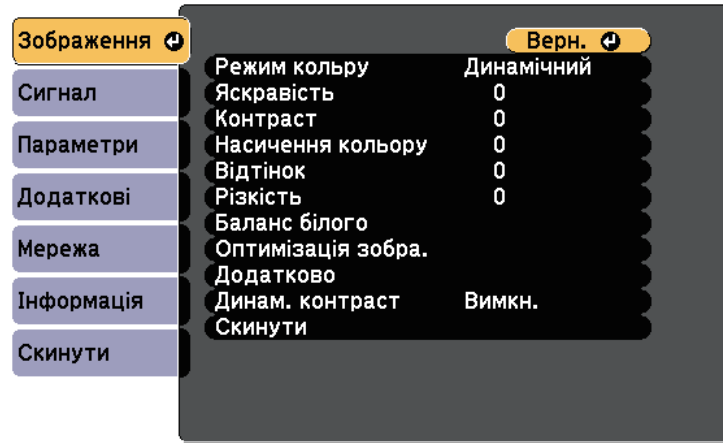 Зображення
Сигнал
Параметри
Додаткові
Мережа
Інформація
Скинути
Верн.
Режим кольру Динамічний
Яскравість 0
Контраст 0
Насичення кольору 0
Відтінок 0
Різкість 0
Баланс білого
Оптимізація зобра.
Додатково
Динам. контраст Вимкн.
Скинути